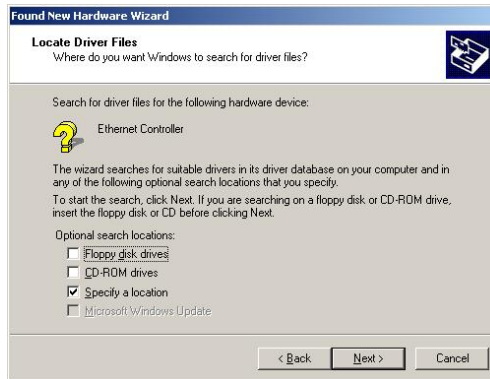 Found New Hardware Wizard
Locate Driver Files
Where do you want Windows to search for driver files?
Search for driver files for the following hardware device:
Ethernet Controller
The wizard searches for suitable drivers in its driver database on your computer and in
any of the following optional search locations that you specify.
To start the search, click Next. If you are searching on a floppy disk or CD-ROM drive,
insert the floppy disk or CD before clicking Next.
Optional search locations:
Floppy disk drives
CD-ROM drives
Specify a location
Microsoft Windows Update
< Back Next > Cancel